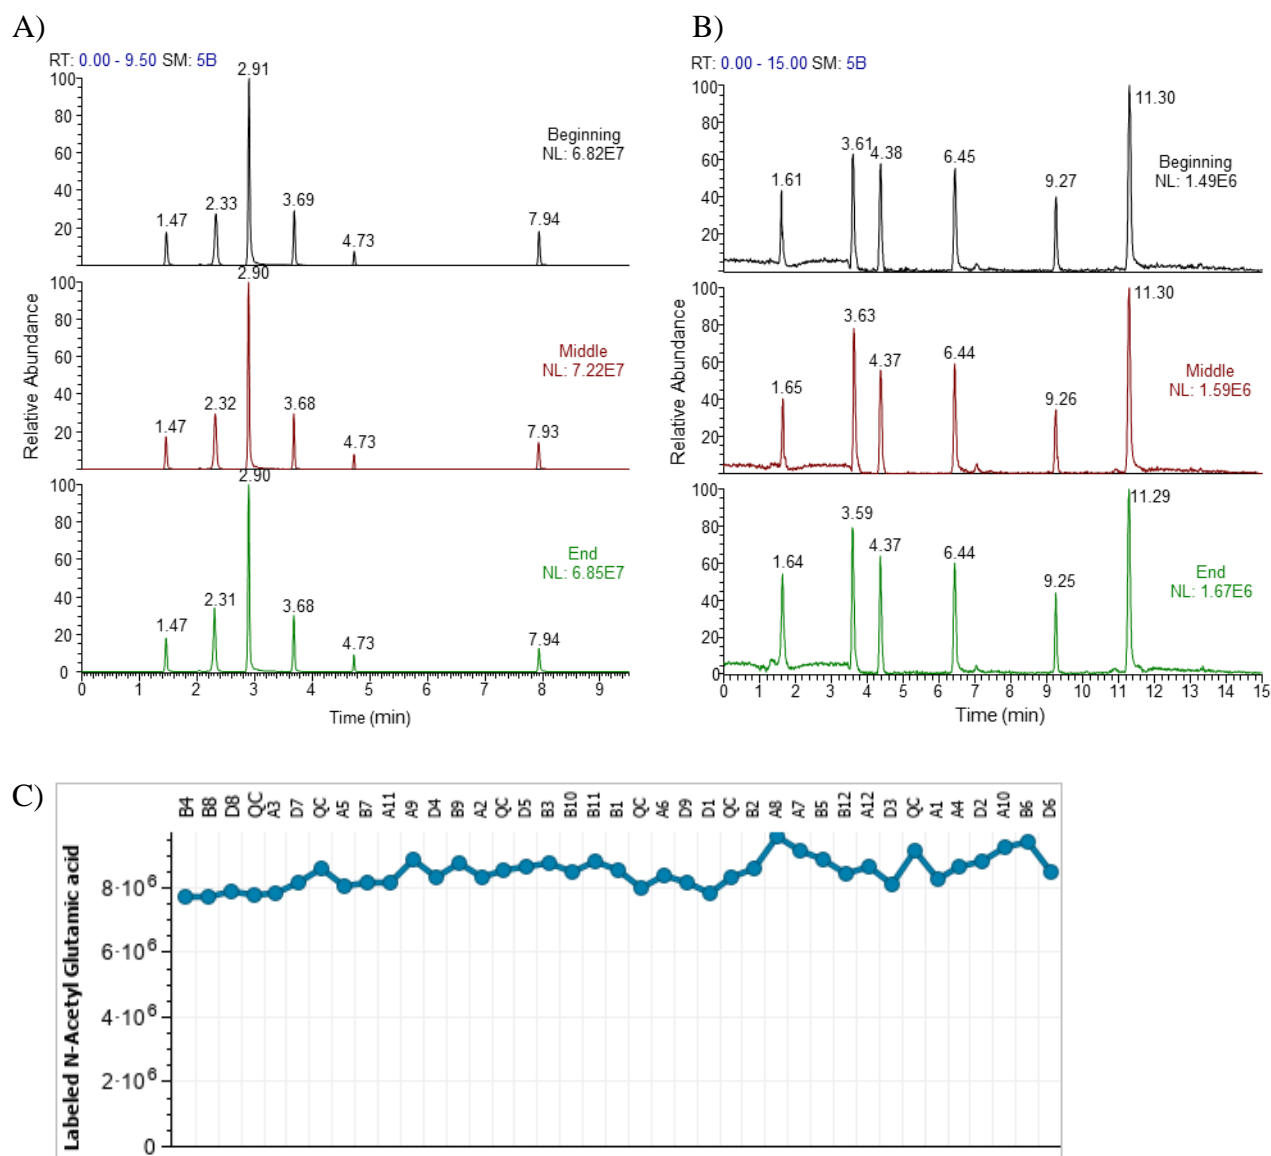 A)
RT: 0.00 - 9.50 SM: 5B
2.91
100
80
60
40
20
1.47
2.33
3.69
4.73
7.94
Beginning
NL: 6.82E7
2.90
100
80
60
40
20
1.47
2.32
3.68
4.73
7.93
Middle
NL: 7.22E7
2.90
100
80
60
40
20
0
1.47
2.31
3.68
4.73
7.94
End
NL: 6.85E7
Relative Abundance
0 1 2 3 4 5 6 7 8 9
Time (min)
B)
RT: 0.00 - 15.00 SM: 5B
100
80
60
40
20
1.61
3.61
4.38
6.45
9.27
11.30
Beginning
NL: 1.49E6
100
80
60
40
20
1.65
3.63
4.37
6.44
9.26
11.30
Middle
NL: 1.59E6
100
80
60
40
20
0
1.64
3.59
4.37
6.44
9.25
11.29
End
NL: 1.67E6
Relative Abundance
0 1 2 3 4 5 6 7 8 9 10 11 12 13 14 15
Time (min)
C)
B4 B8 D8 QC A3 D7 QC A5 B7 A11 A9 D4 B9 A2 QC D5 B3 B10 B11 B1 QC A6 D9 D1 QC B2 A8 A7 B5 B12 A12 D3 QC A1 A4 D2 A10 B6 D6
Labeled N-Acetyl Glutamic acid
8·10⁶
6·10⁶
4·10⁶
2·10⁶
0